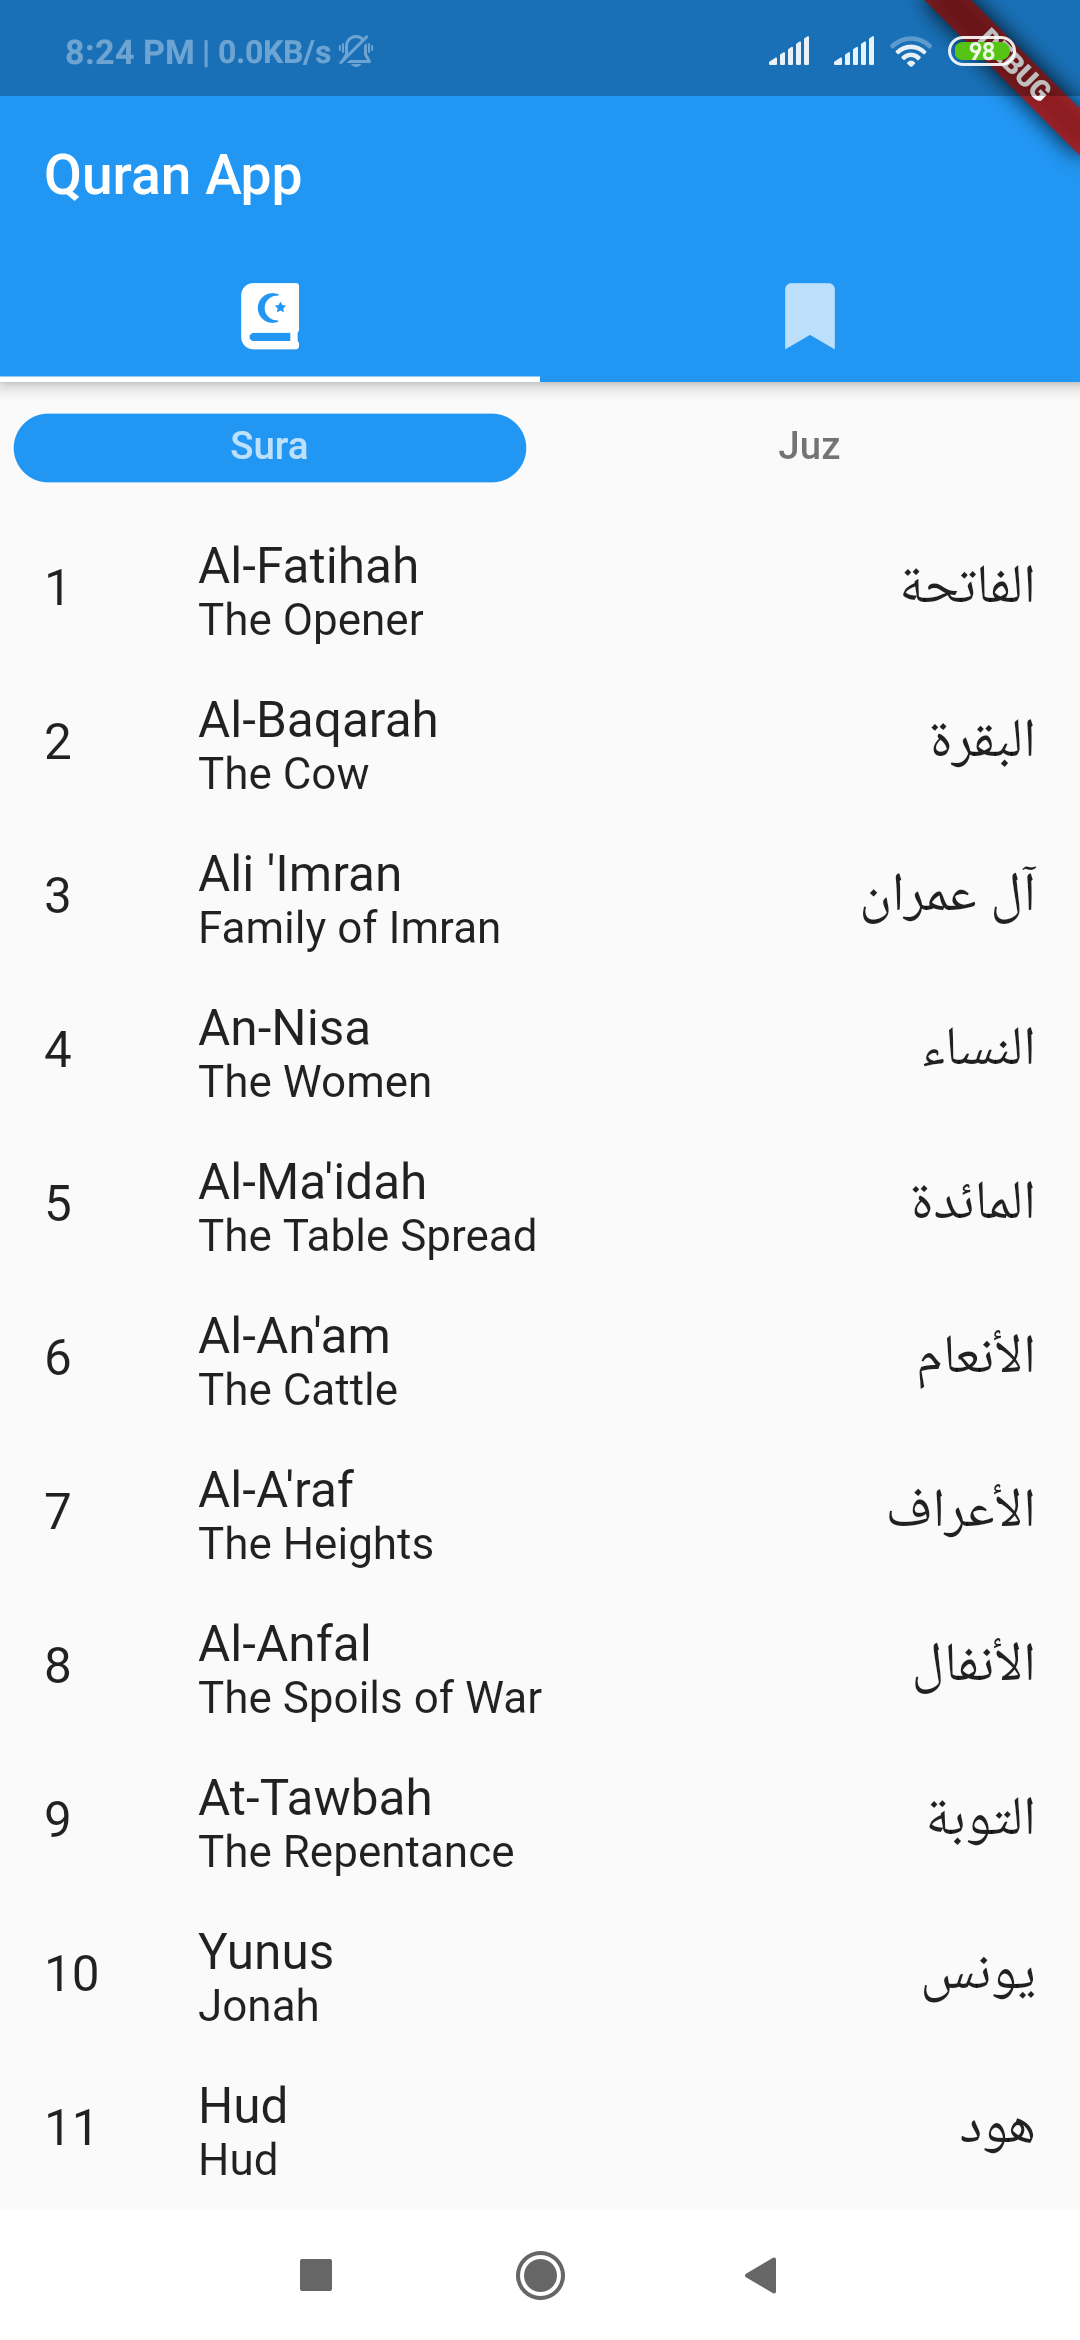 8:24 PM | 0.0KB/s
98
DEBUG
Quran App
Sura
Juz
1
Al-Fatihah
The Opener
الفاتحة
2
Al-Baqarah
The Cow
البقرة
3
Ali 'Imran
Family of Imran
آل عمران
4
An-Nisa
The Women
النساء
5
Al-Ma'idah
The Table Spread
المائدة
6
Al-An'am
The Cattle
الأنعام
7
Al-A'raf
The Heights
الأعراف
8
Al-Anfal
The Spoils of War
الأنفال
9
At-Tawbah
The Repentance
التوبة
10
Yunus
Jonah
يونس
11
Hud
Hud
هود